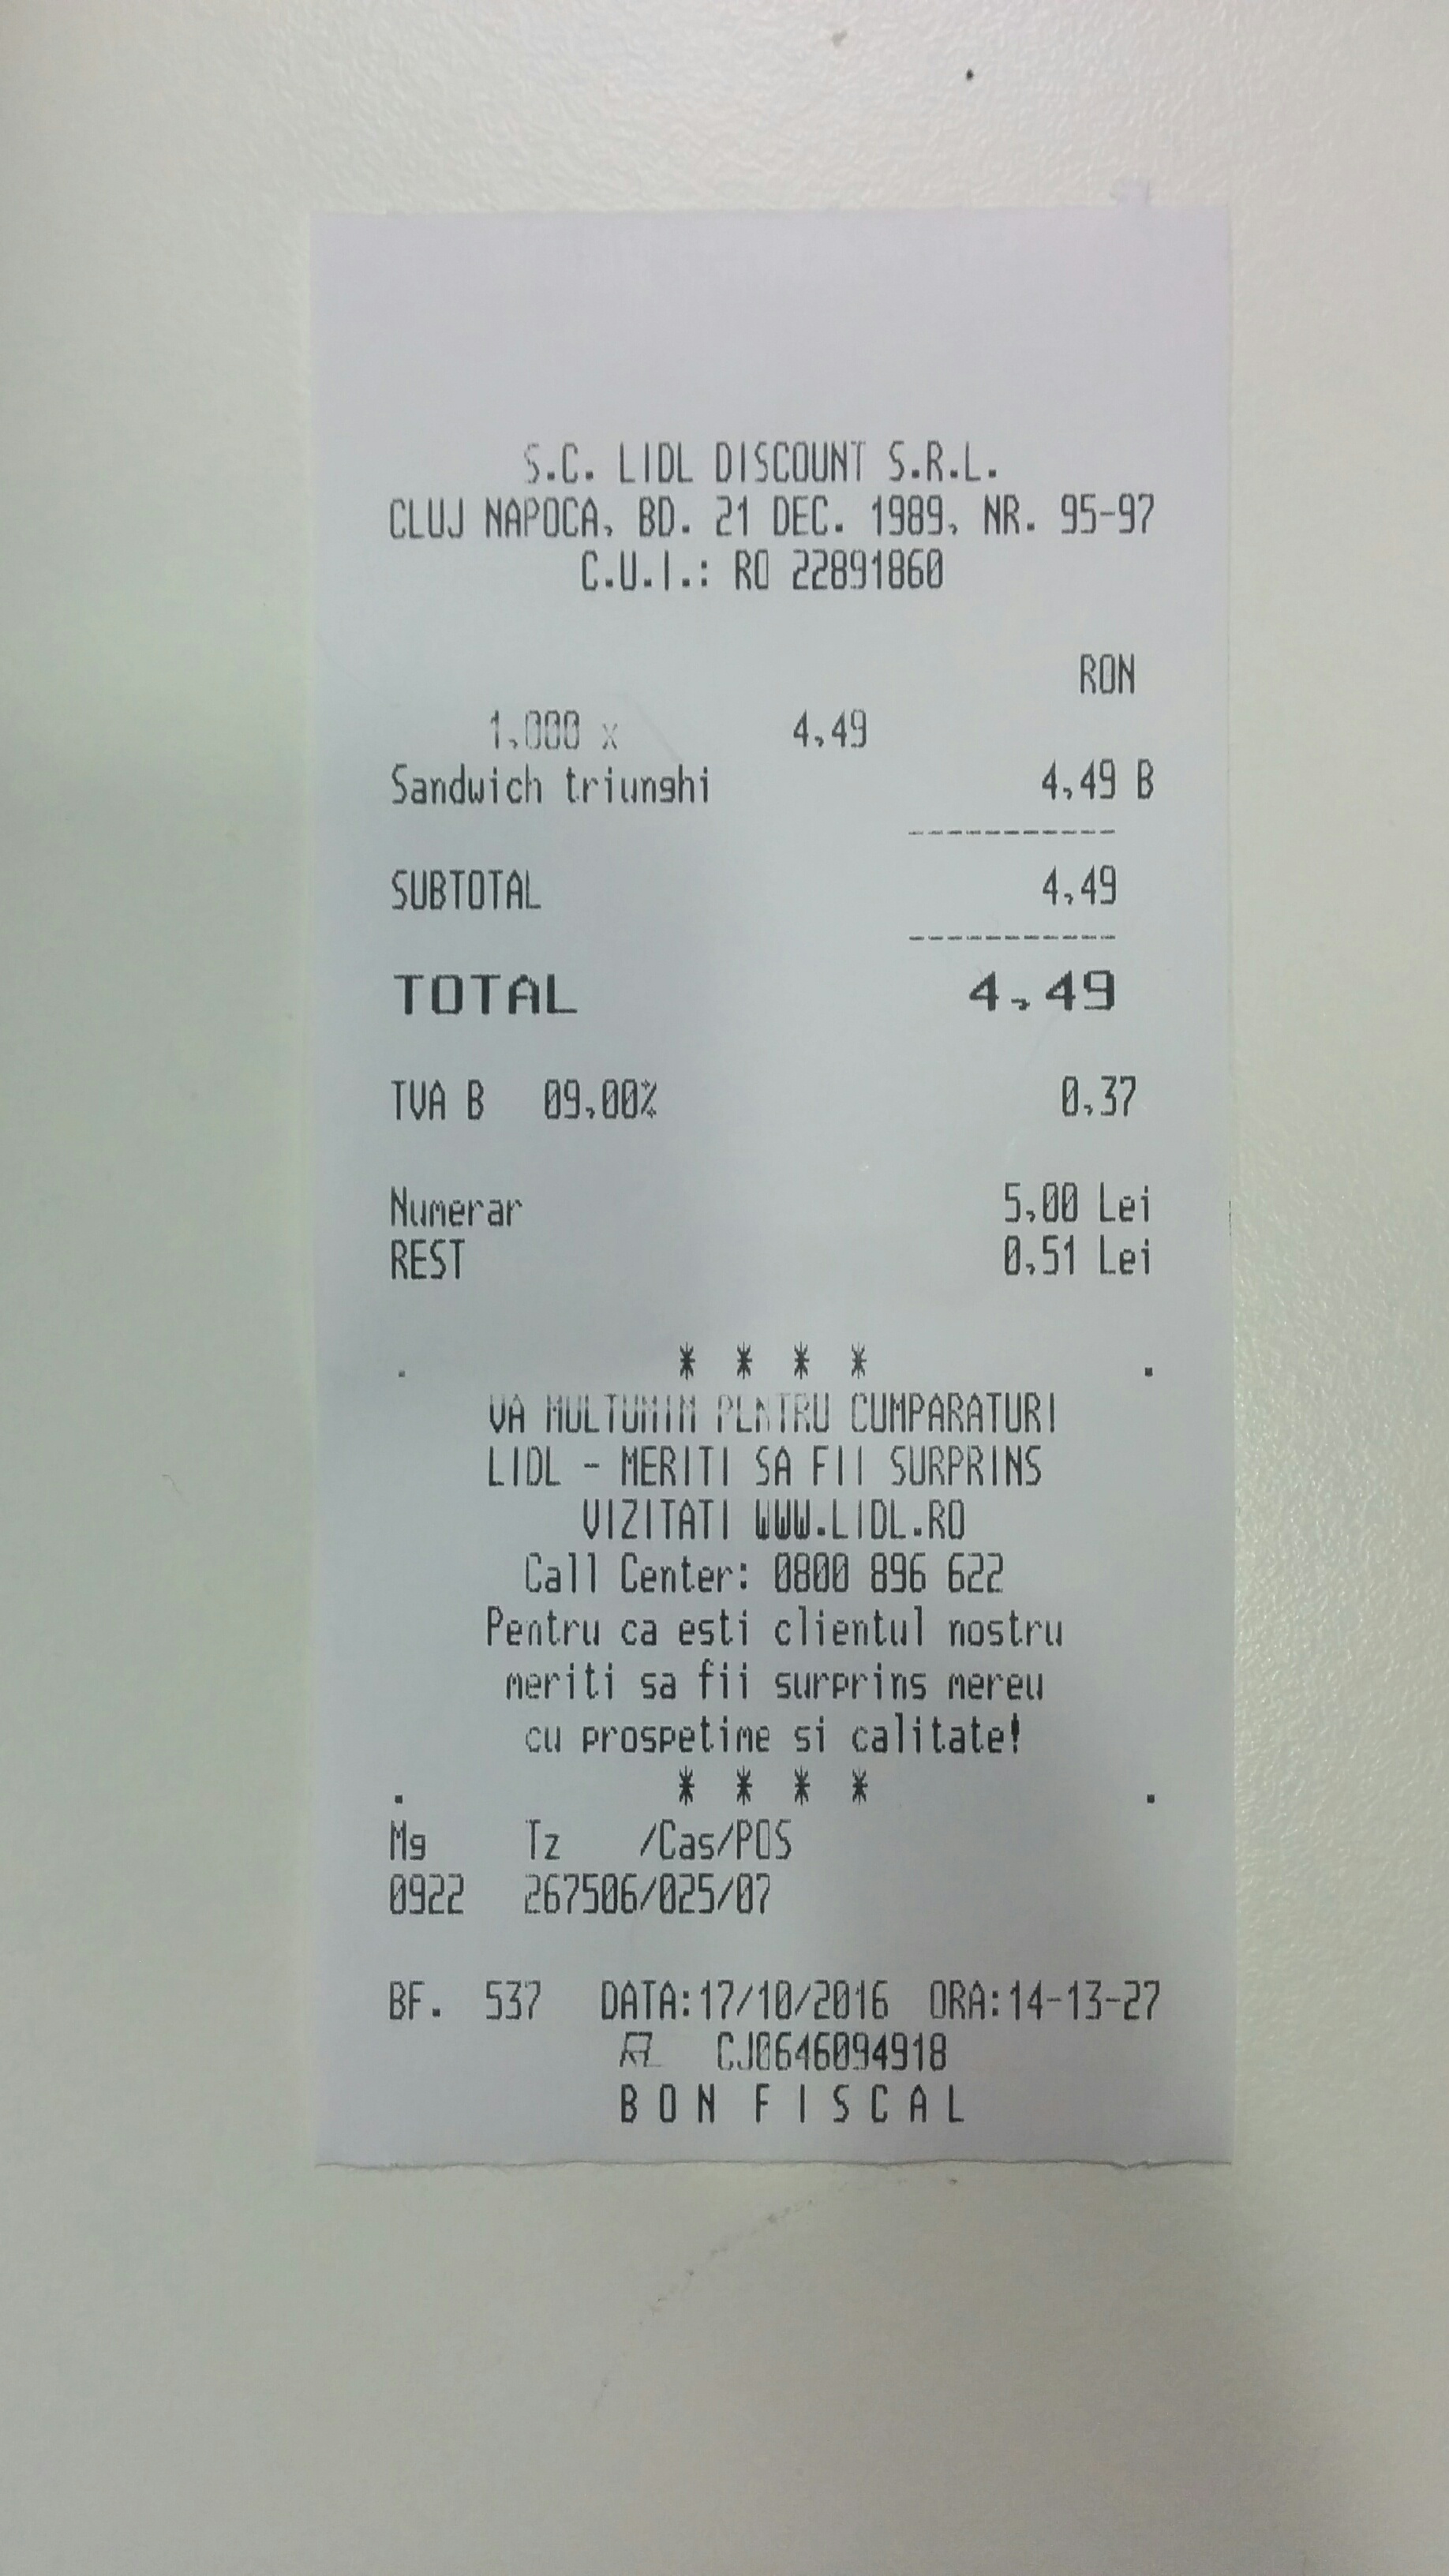 S.C. LIDL DISCOUNT S.R.L.
CLUJ NAPOCA, BD. 21 DEC. 1989, NR. 95-97
C.U.I.: RO 22891860
RON
1,000 x 4,49
Sandwich triunghi 4,49 B
SUBTOTAL 4,49
TOTAL 4,49
TVA B 09,00% 0,37
Numerar 5,00 Lei
REST 0,51 Lei
. * * * * .
VA MULTUMIM PENTRU CUMPARATURI
LIDL - MERITI SA FII SURPRINS
VIZITATI WWW.LIDL.RO
Call Center: 0800 896 622
Pentru ca esti clientul nostru
meriti sa fii surprins mereu
cu prospetime si calitate!
. * * * * .
Mg Tz /Cas/POS
0922 267506/025/07
BF. 537 DATA:17/10/2016 ORA:14-13-27
CJ0646094918
BON FISCAL